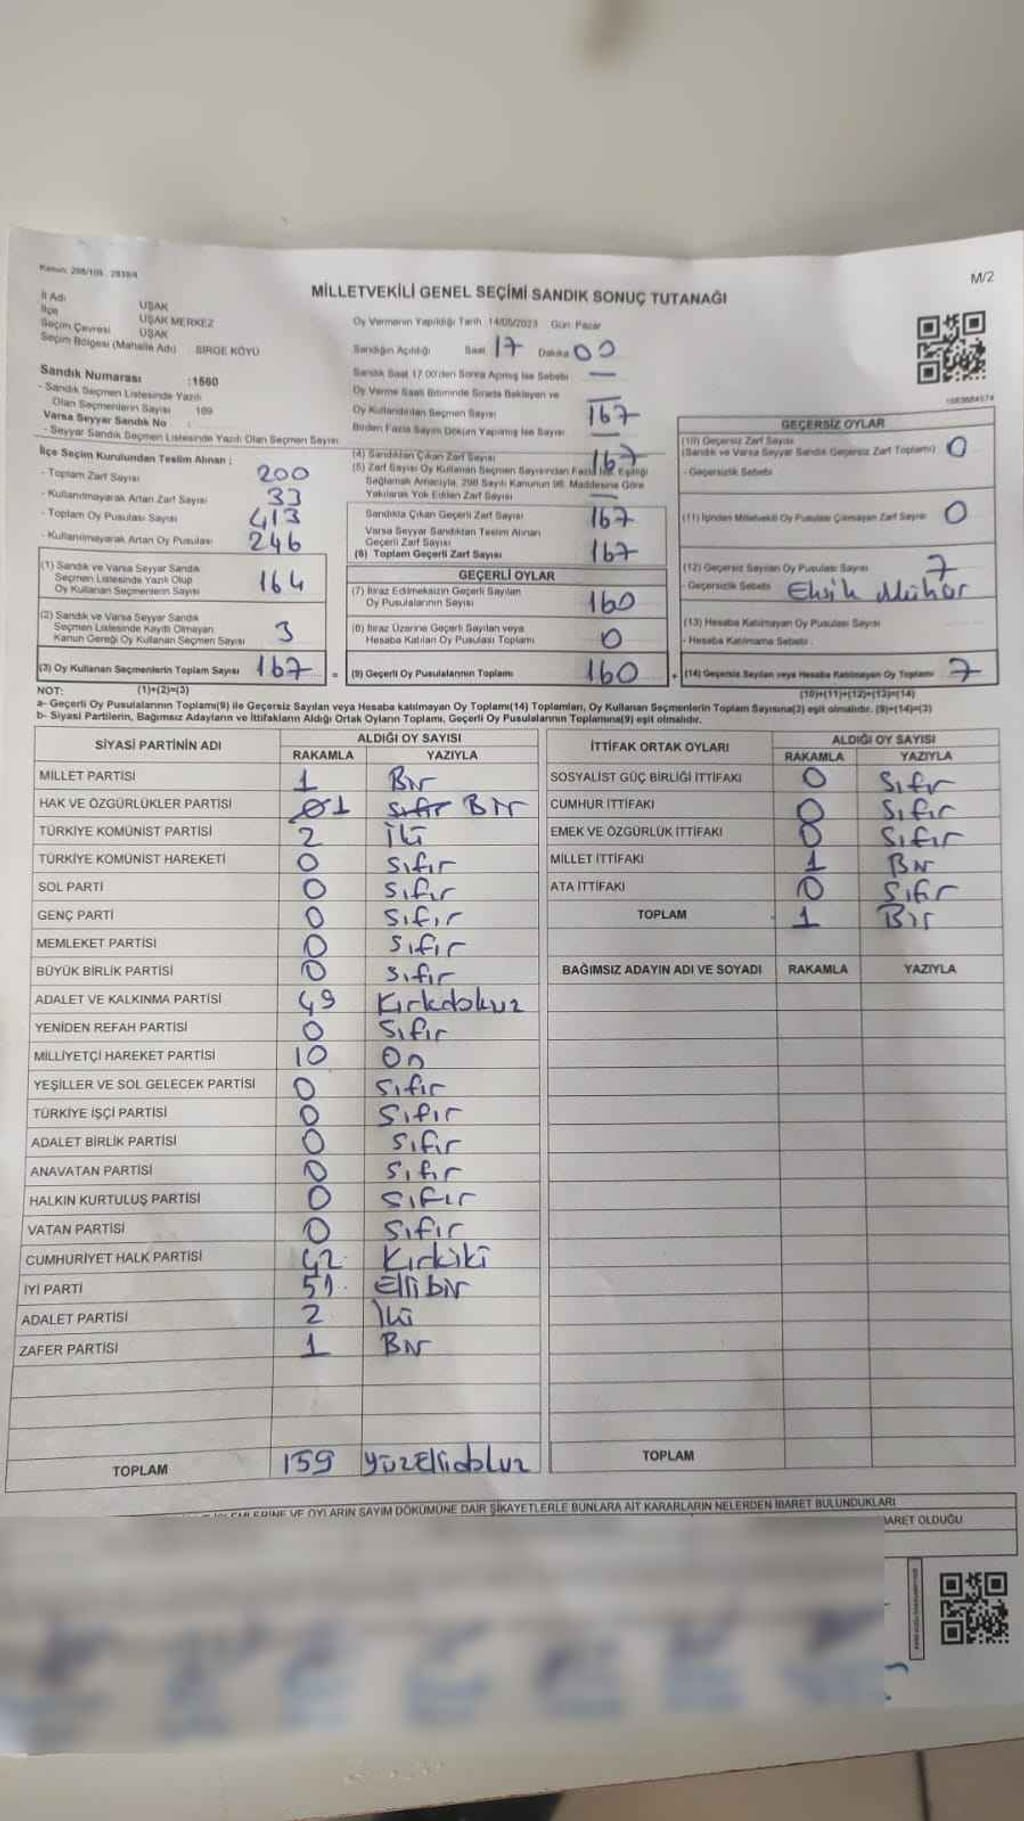 Kanun: 298/105 , 2839/4
M/2
MİLLETVEKİLİ GENEL SEÇİMİ SANDIK SONUÇ TUTANAĞI
İl Adı UŞAK
İlçe UŞAK MERKEZ
Seçim Çevresi UŞAK
Seçim Bölgesi (Mahalle Adı) SİRGE KÖYÜ
Sandık Numarası :1560
- Sandık Seçmen Listesinde Yazılı
Olan Seçmenlerin Sayısı 189
Varsa Seyyar Sandık No :
- Seyyar Sandık Seçmen Listesinde Yazılı Olan Seçmen Sayısı
Oy Vermenin Yapıldığı Tarih 14/05/2023 Gün Pazar
Sandığın Açıldığı Saat 17 Dakika 00
Sandık Saat 17.00'den Sonra Açılmış İse Sebebi —
Oy Verme Saati Bitiminde Sırada Bekleyen ve
Oy Kullandırılan Seçmen Sayısı —
Birden Fazla Sayım Döküm Yapılmış İse Sayısı —
167
İlçe Seçim Kurulundan Teslim Alınan :
- Toplam Zarf Sayısı 200
- Kullanılmayarak Artan Zarf Sayısı 33
- Toplam Oy Pusulası Sayısı 413
- Kullanılmayarak Artan Oy Pusulası 246
(1) Sandık ve Varsa Seyyar Sandık
Seçmen Listesinde Yazılı Olup
Oy Kullanan Seçmenlerin Sayısı 164
(2) Sandık ve Varsa Seyyar Sandık
Seçmen Listesinde Kayıtlı Olmayan
Kanun Gereği Oy Kullanan Seçmen Sayısı 3
(3) Oy Kullanan Seçmenlerin Toplam Sayısı 167 =
(4) Sandıktan Çıkan Zarf Sayısı 167
(5) Zarf Sayısı Oy Kullanan Seçmen Sayısından Fazla İse, Eşitliği
Sağlamak Amacıyla, 298 Sayılı Kanunun 98. Maddesine Göre
Yakılarak Yok Edilen Zarf Sayısı —
Sandıkta Çıkan Geçerli Zarf Sayısı 167
Varsa Seyyar Sandıktan Teslim Alınan
Geçerli Zarf Sayısı
(6) Toplam Geçerli Zarf Sayısı 167
GEÇERLİ OYLAR
(7) İtiraz Edilmeksizin Geçerli Sayılan
Oy Pusulalarının Sayısı 160
(8) İtiraz Üzerine Geçerli Sayılan veya
Hesaba Katılan Oy Pusulası Toplamı 0
(9) Geçerli Oy Pusulalarının Toplamı 160 +
GEÇERSİZ OYLAR
(10) Geçersiz Zarf Sayısı
(Sandık ve Varsa Seyyar Sandık Geçersiz Zarf Toplamı) 0
- Geçersizlik Sebebi
(11) İçinden Milletvekili Oy Pusulası Çıkmayan Zarf Sayısı 0
(12) Geçersiz Sayılan Oy Pusulası Sayısı 7
- Geçersizlik Sebebi Eksik Mühür
(13) Hesaba Katılmayan Oy Pusulası Sayısı
- Hesaba Katılmama Sebebi
(14) Geçersiz Sayılan veya Hesaba Katılmayan Oy Toplamı 7
NOT: (1)+(2)=(3) (10)+(11)+(12)+(13)=(14)
a- Geçerli Oy Pusulalarının Toplamı(9) ile Geçersiz Sayılan veya Hesaba katılmayan Oy Toplamı(14) Toplamları, Oy Kullanan Seçmenlerin Toplam Sayısına(3) eşit olmalıdır. (9)+(14)=(3)
b- Siyasi Partilerin, Bağımsız Adayların ve İttifakların Aldığı Ortak Oyların Toplamı, Geçerli Oy Pusulalarının Toplamına(9) eşit olmalıdır.
SİYASİ PARTİNİN ADI ALDIĞI OY SAYISI
RAKAMLA YAZIYLA
MİLLET PARTİSİ 1 Bir
HAK VE ÖZGÜRLÜKLER PARTİSİ 01 sıfır Bir
TÜRKİYE KOMÜNİST PARTİSİ 2 İki
TÜRKİYE KOMÜNİST HAREKETİ 0 sıfır
SOL PARTİ 0 sıfır
GENÇ PARTİ 0 sıfır
MEMLEKET PARTİSİ 0 sıfır
BÜYÜK BİRLİK PARTİSİ 0 sıfır
ADALET VE KALKINMA PARTİSİ 49 Kırkdokuz
YENİDEN REFAH PARTİSİ 0 sıfır
MİLLİYETÇİ HAREKET PARTİSİ 10 On
YEŞİLLER VE SOL GELECEK PARTİSİ 0 sıfır
TÜRKİYE İŞÇİ PARTİSİ 0 sıfır
ADALET BİRLİK PARTİSİ 0 sıfır
ANAVATAN PARTİSİ 0 sıfır
HALKIN KURTULUŞ PARTİSİ 0 sıfır
VATAN PARTİSİ 0 sıfır
CUMHURİYET HALK PARTİSİ 42 Kırkiki
İYİ PARTİ 51 Ellibir
ADALET PARTİSİ 2 İki
ZAFER PARTİSİ 1 Bir
TOPLAM 159 yüzellidokuz
İTTİFAK ORTAK OYLARI ALDIĞI OY SAYISI
RAKAMLA YAZIYLA
SOSYALİST GÜÇ BİRLİĞİ İTTİFAKI 0 Sıfır
CUMHUR İTTİFAKI 0 Sıfır
EMEK VE ÖZGÜRLÜK İTTİFAKI 0 Sıfır
MİLLET İTTİFAKI 1 Bir
ATA İTTİFAKI 0 Sıfır
TOPLAM 1 Bir
BAĞIMSIZ ADAYIN ADI VE SOYADI RAKAMLA YAZIYLA
TOPLAM
VE OYLARIN SAYIM DÖKÜMÜNE DAİR ŞİKAYETLERLE BUNLARA AİT KARARLARIN NELERDEN İBARET BULUNDUKLARI
OLDUĞU